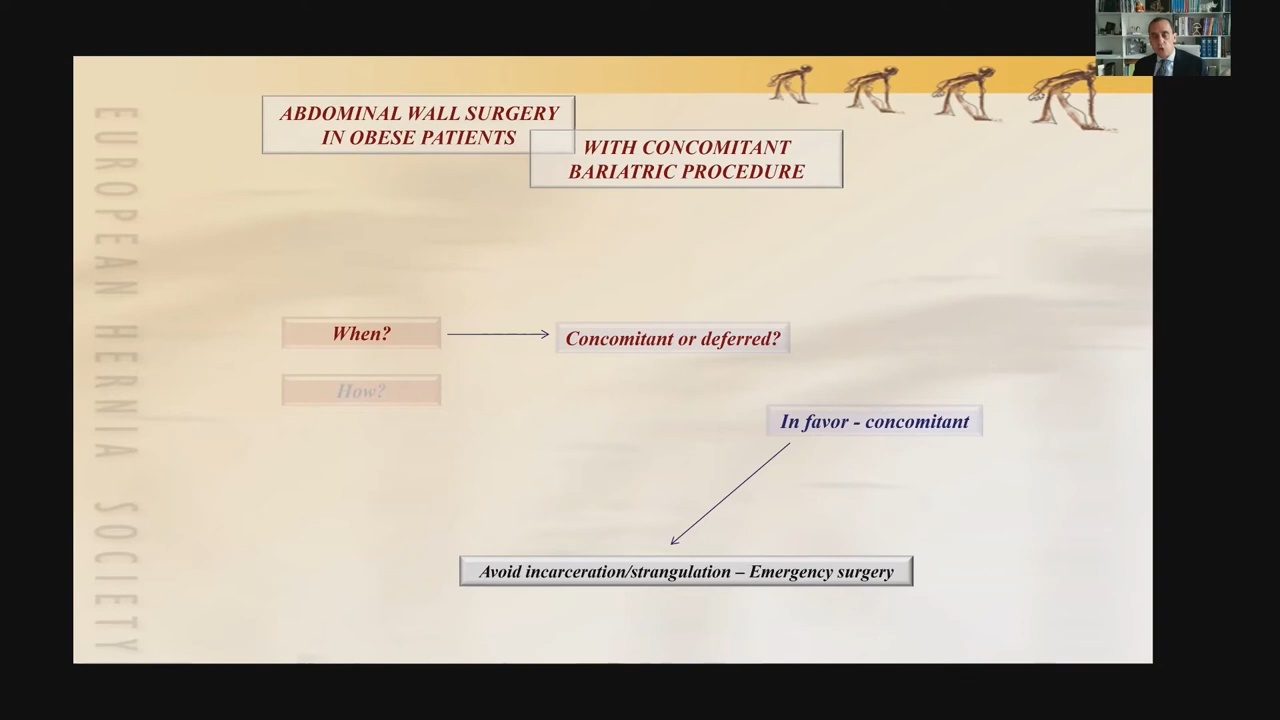 ABDOMINAL WALL SURGERY
IN OBESE PATIENTS
WITH CONCOMITANT
BARIATRIC PROCEDURE
When?
Concomitant or deferred?
How?
In favor - concomitant
Avoid incarceration/strangulation – Emergency surgery
EUROPEAN HERNIA SOCIETY